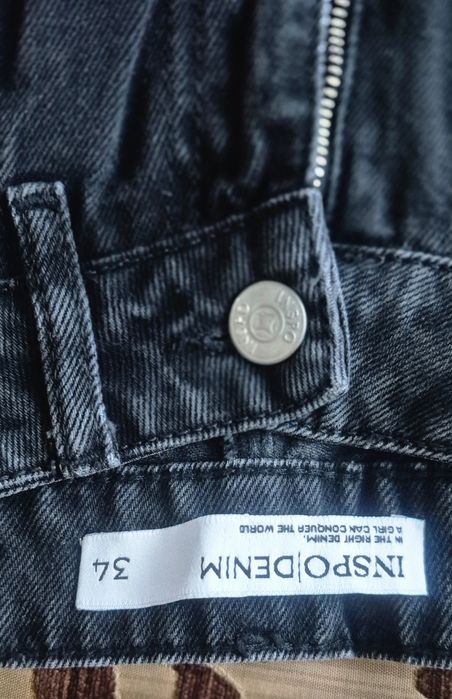 INSPO|DENIM 34
IN THE RIGHT DENIM,
A GIRL CAN CONQUER THE WORLD
INSPO